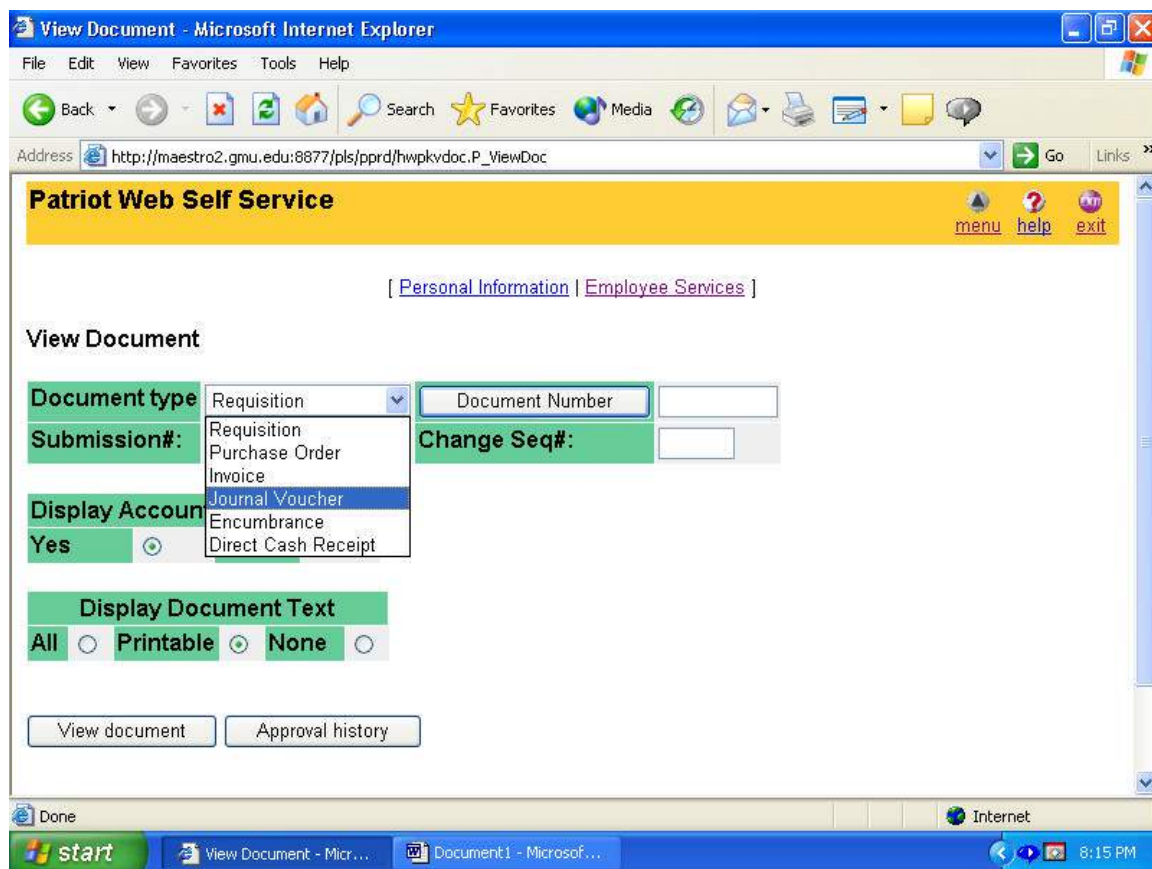 View Document - Microsoft Internet Explorer
File Edit View Favorites Tools Help
Back Search Favorites Media
Address http://maestro2.gmu.edu:8877/pls/pprd/hwpkvdoc.P_ViewDoc Go Links »
Patriot Web Self Service
menu help exit
[ Personal Information | Employee Services ]
View Document
Document type Requisition Document Number
Submission#: Change Seq#:
Requisition
Purchase Order
Invoice
Journal Voucher
Encumbrance
Direct Cash Receipt
Display Accoun
Yes
Display Document Text
All Printable None
View document Approval history
Done Internet
start View Document - Micr... Document1 - Microsof... 8:15 PM